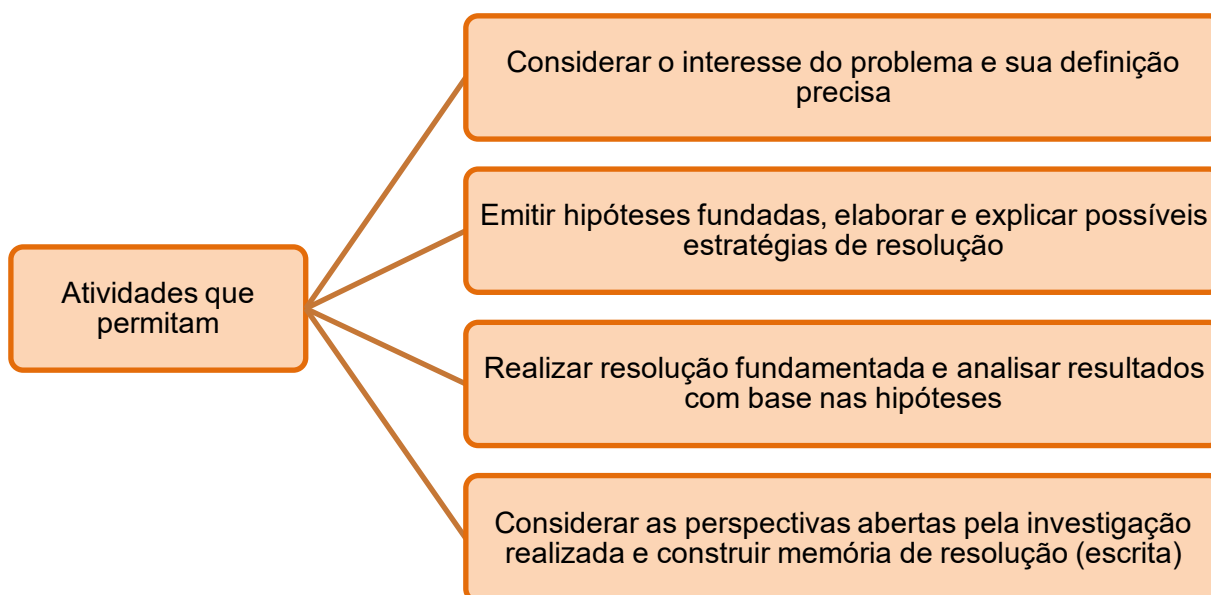 Considerar o interesse do problema e sua definição
precisa
Emitir hipóteses fundadas, elaborar e explicar possíveis
estratégias de resolução
Atividades que
permitam
Realizar resolução fundamentada e analisar resultados
com base nas hipóteses
Considerar as perspectivas abertas pela investigação
realizada e construir memória de resolução (escrita)